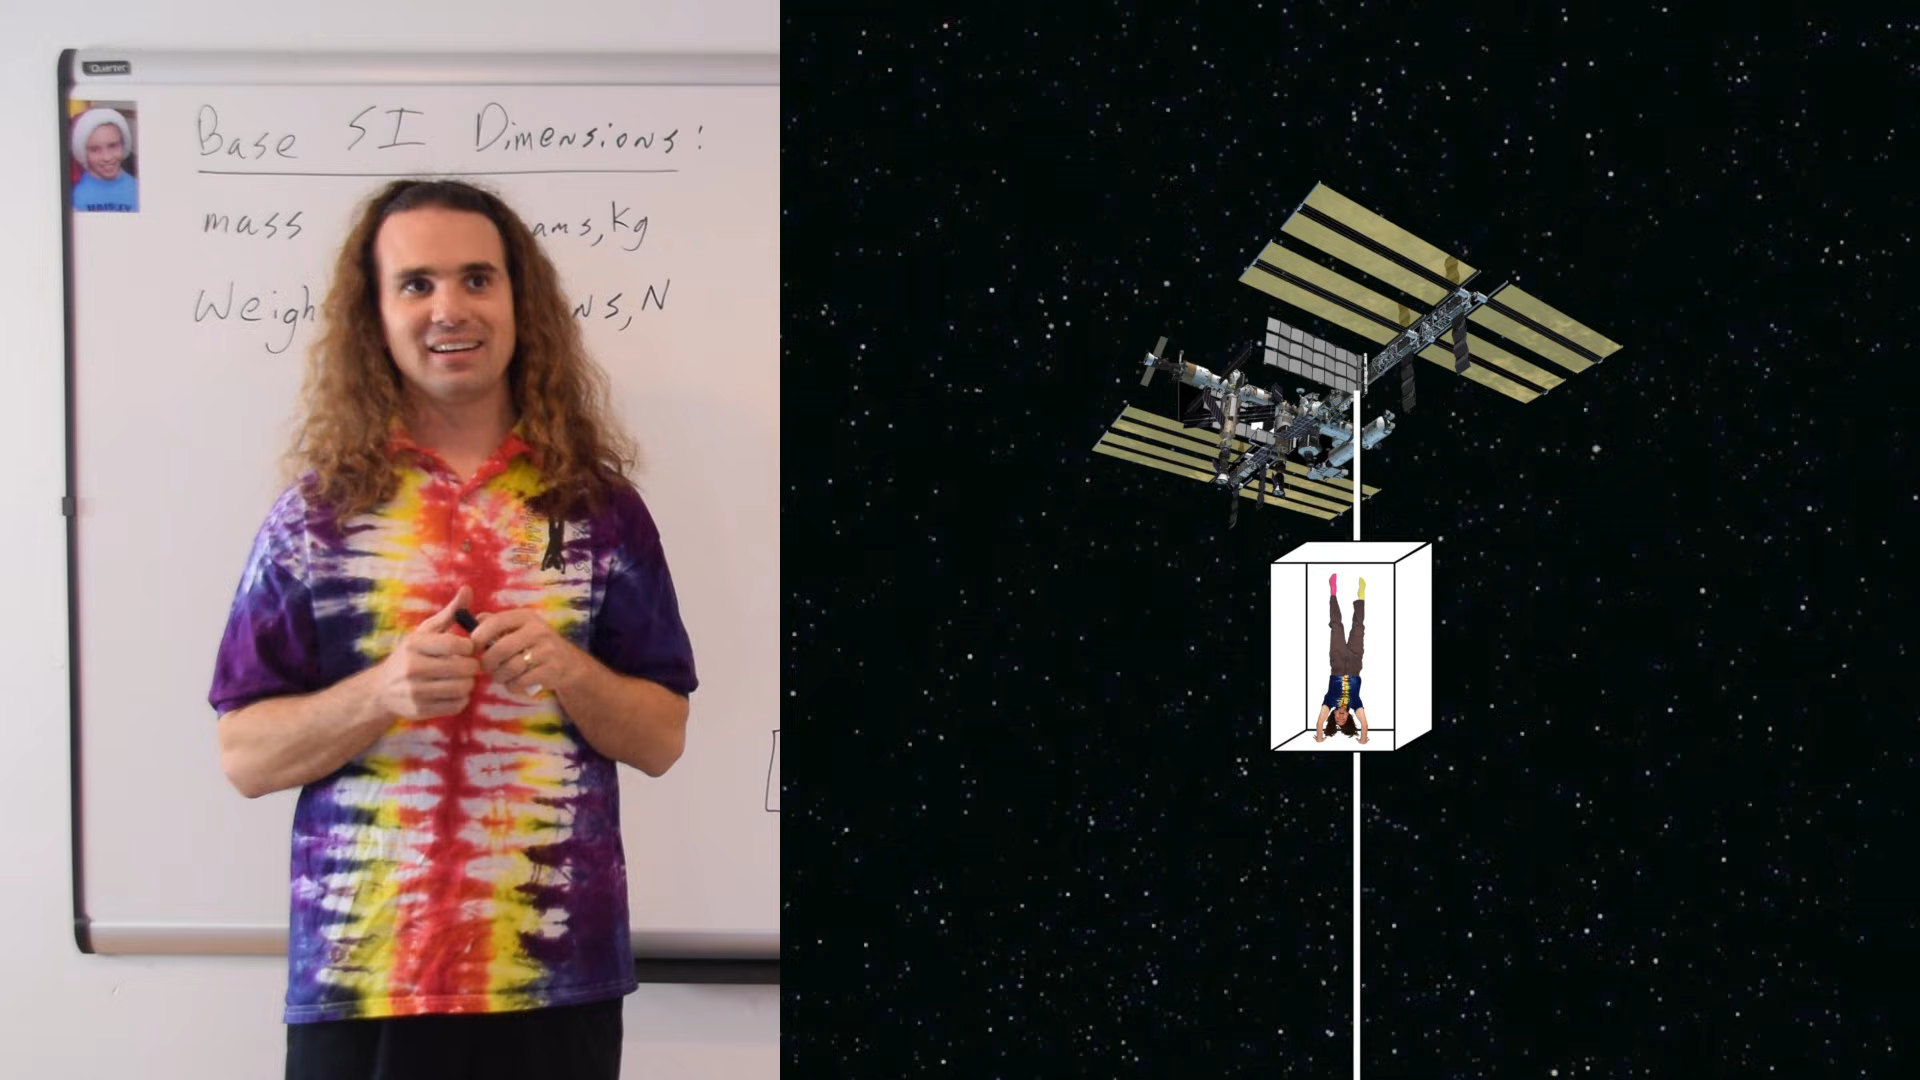 Quartet
Base SI Dimensions:
mass ams, kg
Weigh ns, N